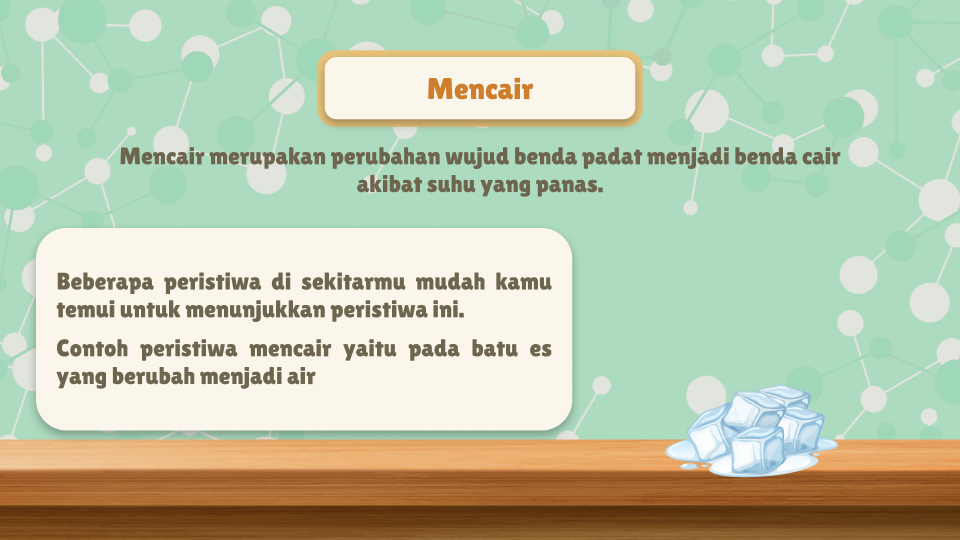 Mencair
Mencair merupakan perubahan wujud benda padat menjadi benda cair
akibat suhu yang panas.
Beberapa peristiwa di sekitarmu mudah kamu
temui untuk menunjukkan peristiwa ini.
Contoh peristiwa mencair yaitu pada batu es
yang berubah menjadi air